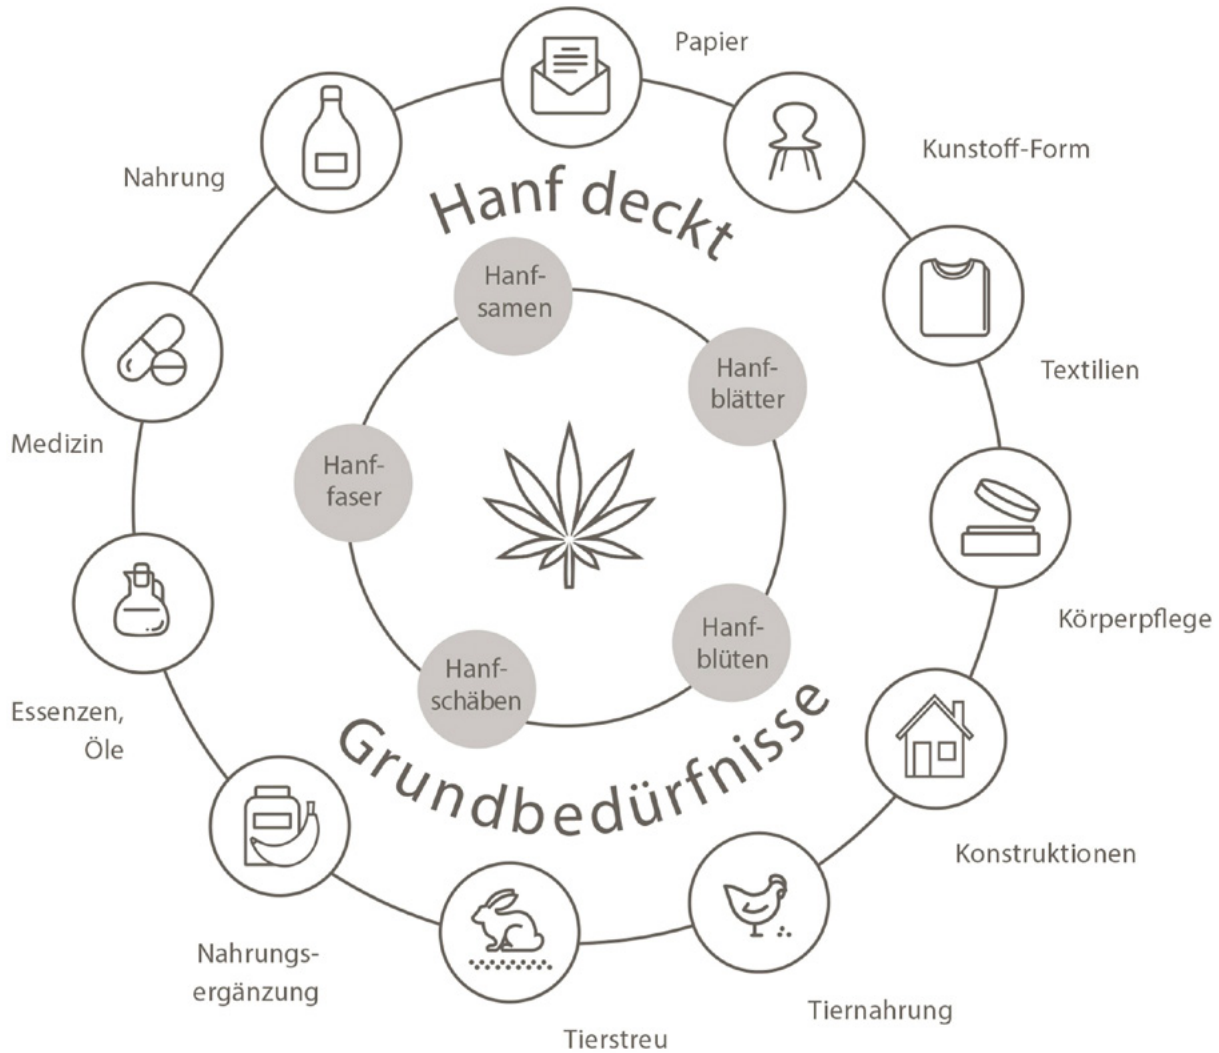 Papier
Kunstoff-Form
Nahrung
Hanf deckt
Hanf-
samen
Hanf-
blätter
Textilien
Medizin
Hanf-
faser
Körperpflege
Hanf-
blüten
Hanf-
schäben
Essenzen,
Öle
Grundbedürfnisse
Konstruktionen
Nahrungs-
ergänzung
Tiernahrung
Tierstreu